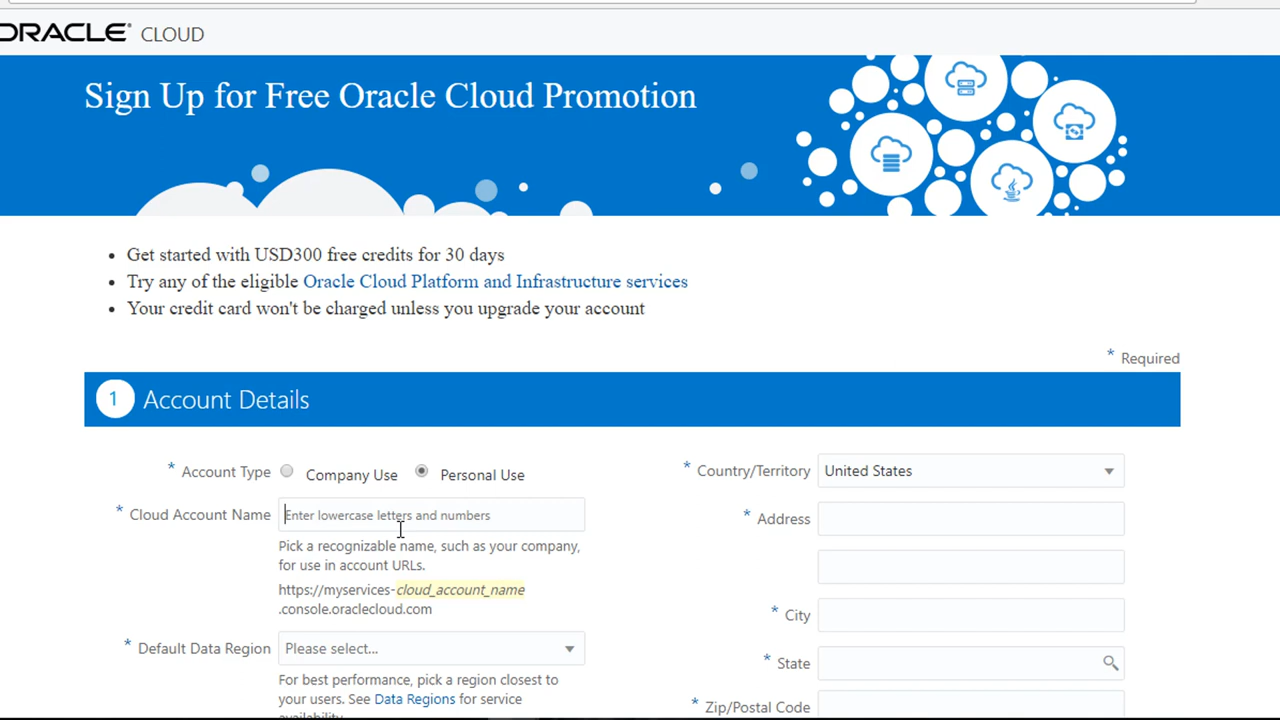 ORACLE® CLOUD
Sign Up for Free Oracle Cloud Promotion
• Get started with USD300 free credits for 30 days
• Try any of the eligible Oracle Cloud Platform and Infrastructure services
• Your credit card won't be charged unless you upgrade your account
* Required
1 Account Details
* Account Type Company Use Personal Use
* Cloud Account Name Enter lowercase letters and numbers
Pick a recognizable name, such as your company,
for use in account URLs.
https://myservices-cloud_account_name
.console.oraclecloud.com
* Default Data Region Please select...
For best performance, pick a region closest to
your users. See Data Regions for service
availability.
* Country/Territory United States
* Address
* City
* State
* Zip/Postal Code